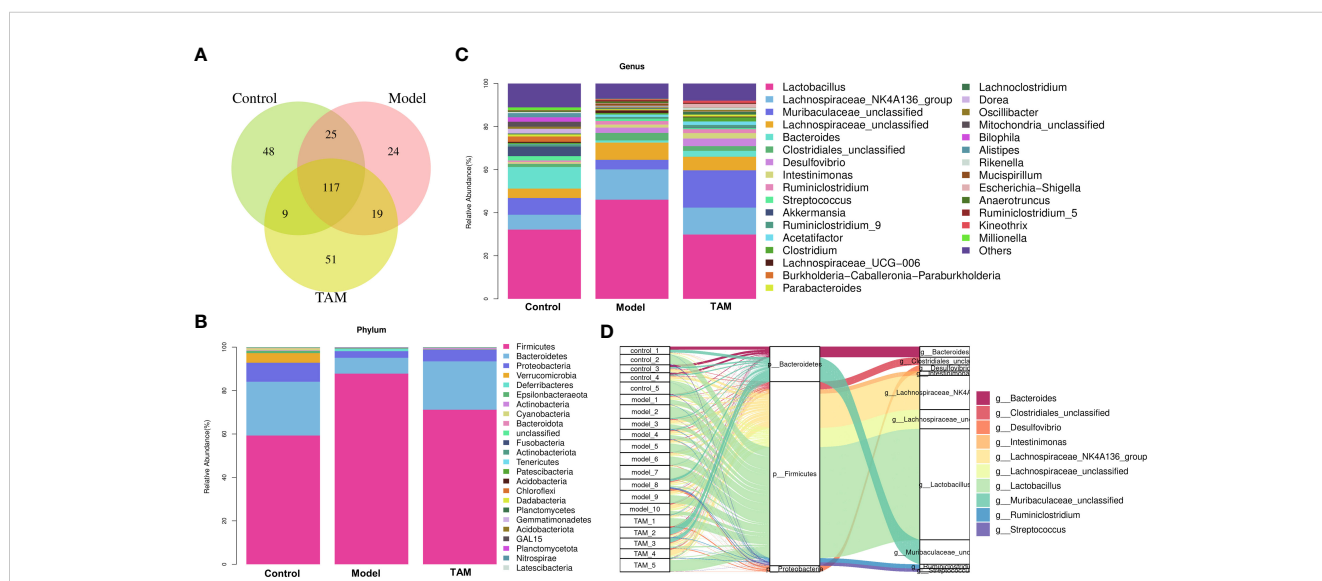 A
Control
Model
25
48
24
117
9
19
51
TAM
B
Phylum
Relative Abundance(%)
100
80
60
40
20
0
Control
Model
TAM
Firmicutes
Bacteroidetes
Proteobacteria
Verrucomicrobia
Deferribacteres
Epsilonbacteraeota
Actinobacteria
Cyanobacteria
Bacteroidota
unclassified
Fusobacteria
Actinobacteriota
Tenericutes
Patescibacteria
Acidobacteria
Chloroflexi
Dadabacteria
Planctomycetes
Gemmatimonadetes
Acidobacteriota
GAL15
Planctomycetota
Nitrospirae
Latescibacteria
C
Genus
Relative Abundance(%)
100
80
60
40
20
0
Control
Model
TAM
Lactobacillus
Lachnospiraceae_NK4A136_group
Muribaculaceae_unclassified
Lachnospiraceae_unclassified
Bacteroides
Clostridiales_unclassified
Desulfovibrio
Intestinimonas
Ruminiclostridium
Streptococcus
Akkermansia
Ruminiclostridium_9
Acetatifactor
Clostridium
Lachnospiraceae_UCG-006
Burkholderia-Caballeronia-Paraburkholderia
Parabacteroides
Lachnoclostridium
Dorea
Oscillibacter
Mitochondria_unclassified
Bilophila
Alistipes
Rikenella
Mucispirillum
Escherichia-Shigella
Anaerotruncus
Ruminiclostridium_5
Kineothrix
Millionella
Others
D
control_1
control_2
control_3
control_4
control_5
model_1
model_2
model_3
model_4
model_5
model_6
model_7
model_8
model_9
model_10
TAM_1
TAM_2
TAM_3
TAM_4
TAM_5
p__Bacteroidetes
p__Firmicutes
p__Proteobacteria
g__Bacteroides
g__Clostridiales_uncla
g__Desulfovibrio
g__Lachnospiraceae_NK4A
g__Lachnospiraceae_unc
g__Lactobacillus
g__Muribaculaceae_unc
g__Bacteroides
g__Clostridiales_unclassified
g__Desulfovibrio
g__Intestinimonas
g__Lachnospiraceae_NK4A136_group
g__Lachnospiraceae_unclassified
g__Lactobacillus
g__Muribaculaceae_unclassified
g__Ruminiclostridium
g__Streptococcus